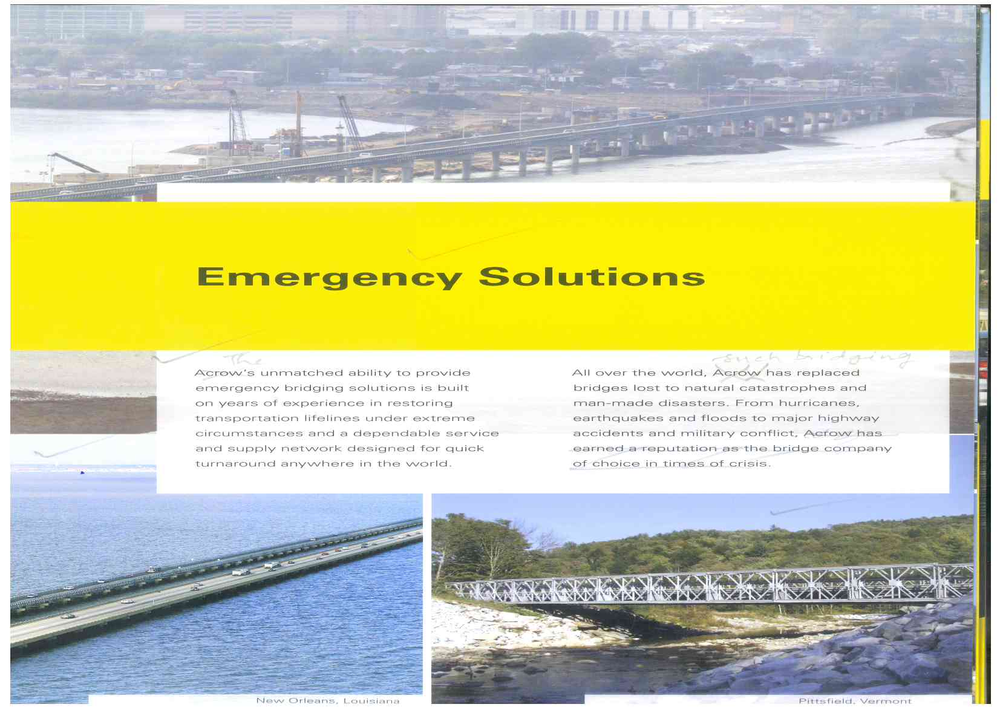 Emergency Solutions
The
such bridging
Acrow's unmatched ability to provide
emergency bridging solutions is built
on years of experience in restoring
transportation lifelines under extreme
circumstances and a dependable service
and supply network designed for quick
turnaround anywhere in the world.
All over the world, Acrow has replaced
bridges lost to natural catastrophes and
man-made disasters. From hurricanes,
earthquakes and floods to major highway
accidents and military conflict, Acrow has
earned a reputation as the bridge company
of choice in times of crisis.
New Orleans, Louisiana
Pittsfield, Vermont